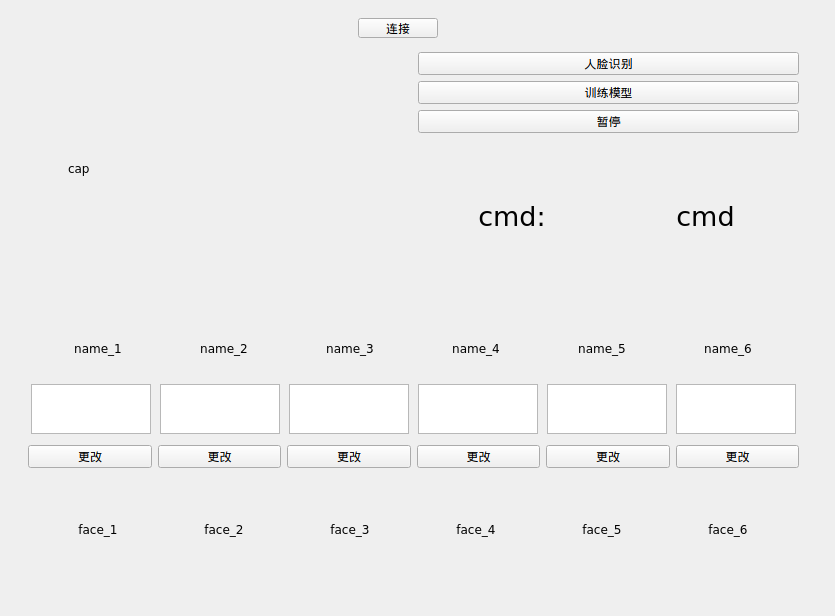 连接
人脸识别
训练模型
暂停
cap
cmd: cmd
name_1 name_2 name_3 name_4 name_5 name_6
更改 更改 更改 更改 更改 更改
face_1 face_2 face_3 face_4 face_5 face_6